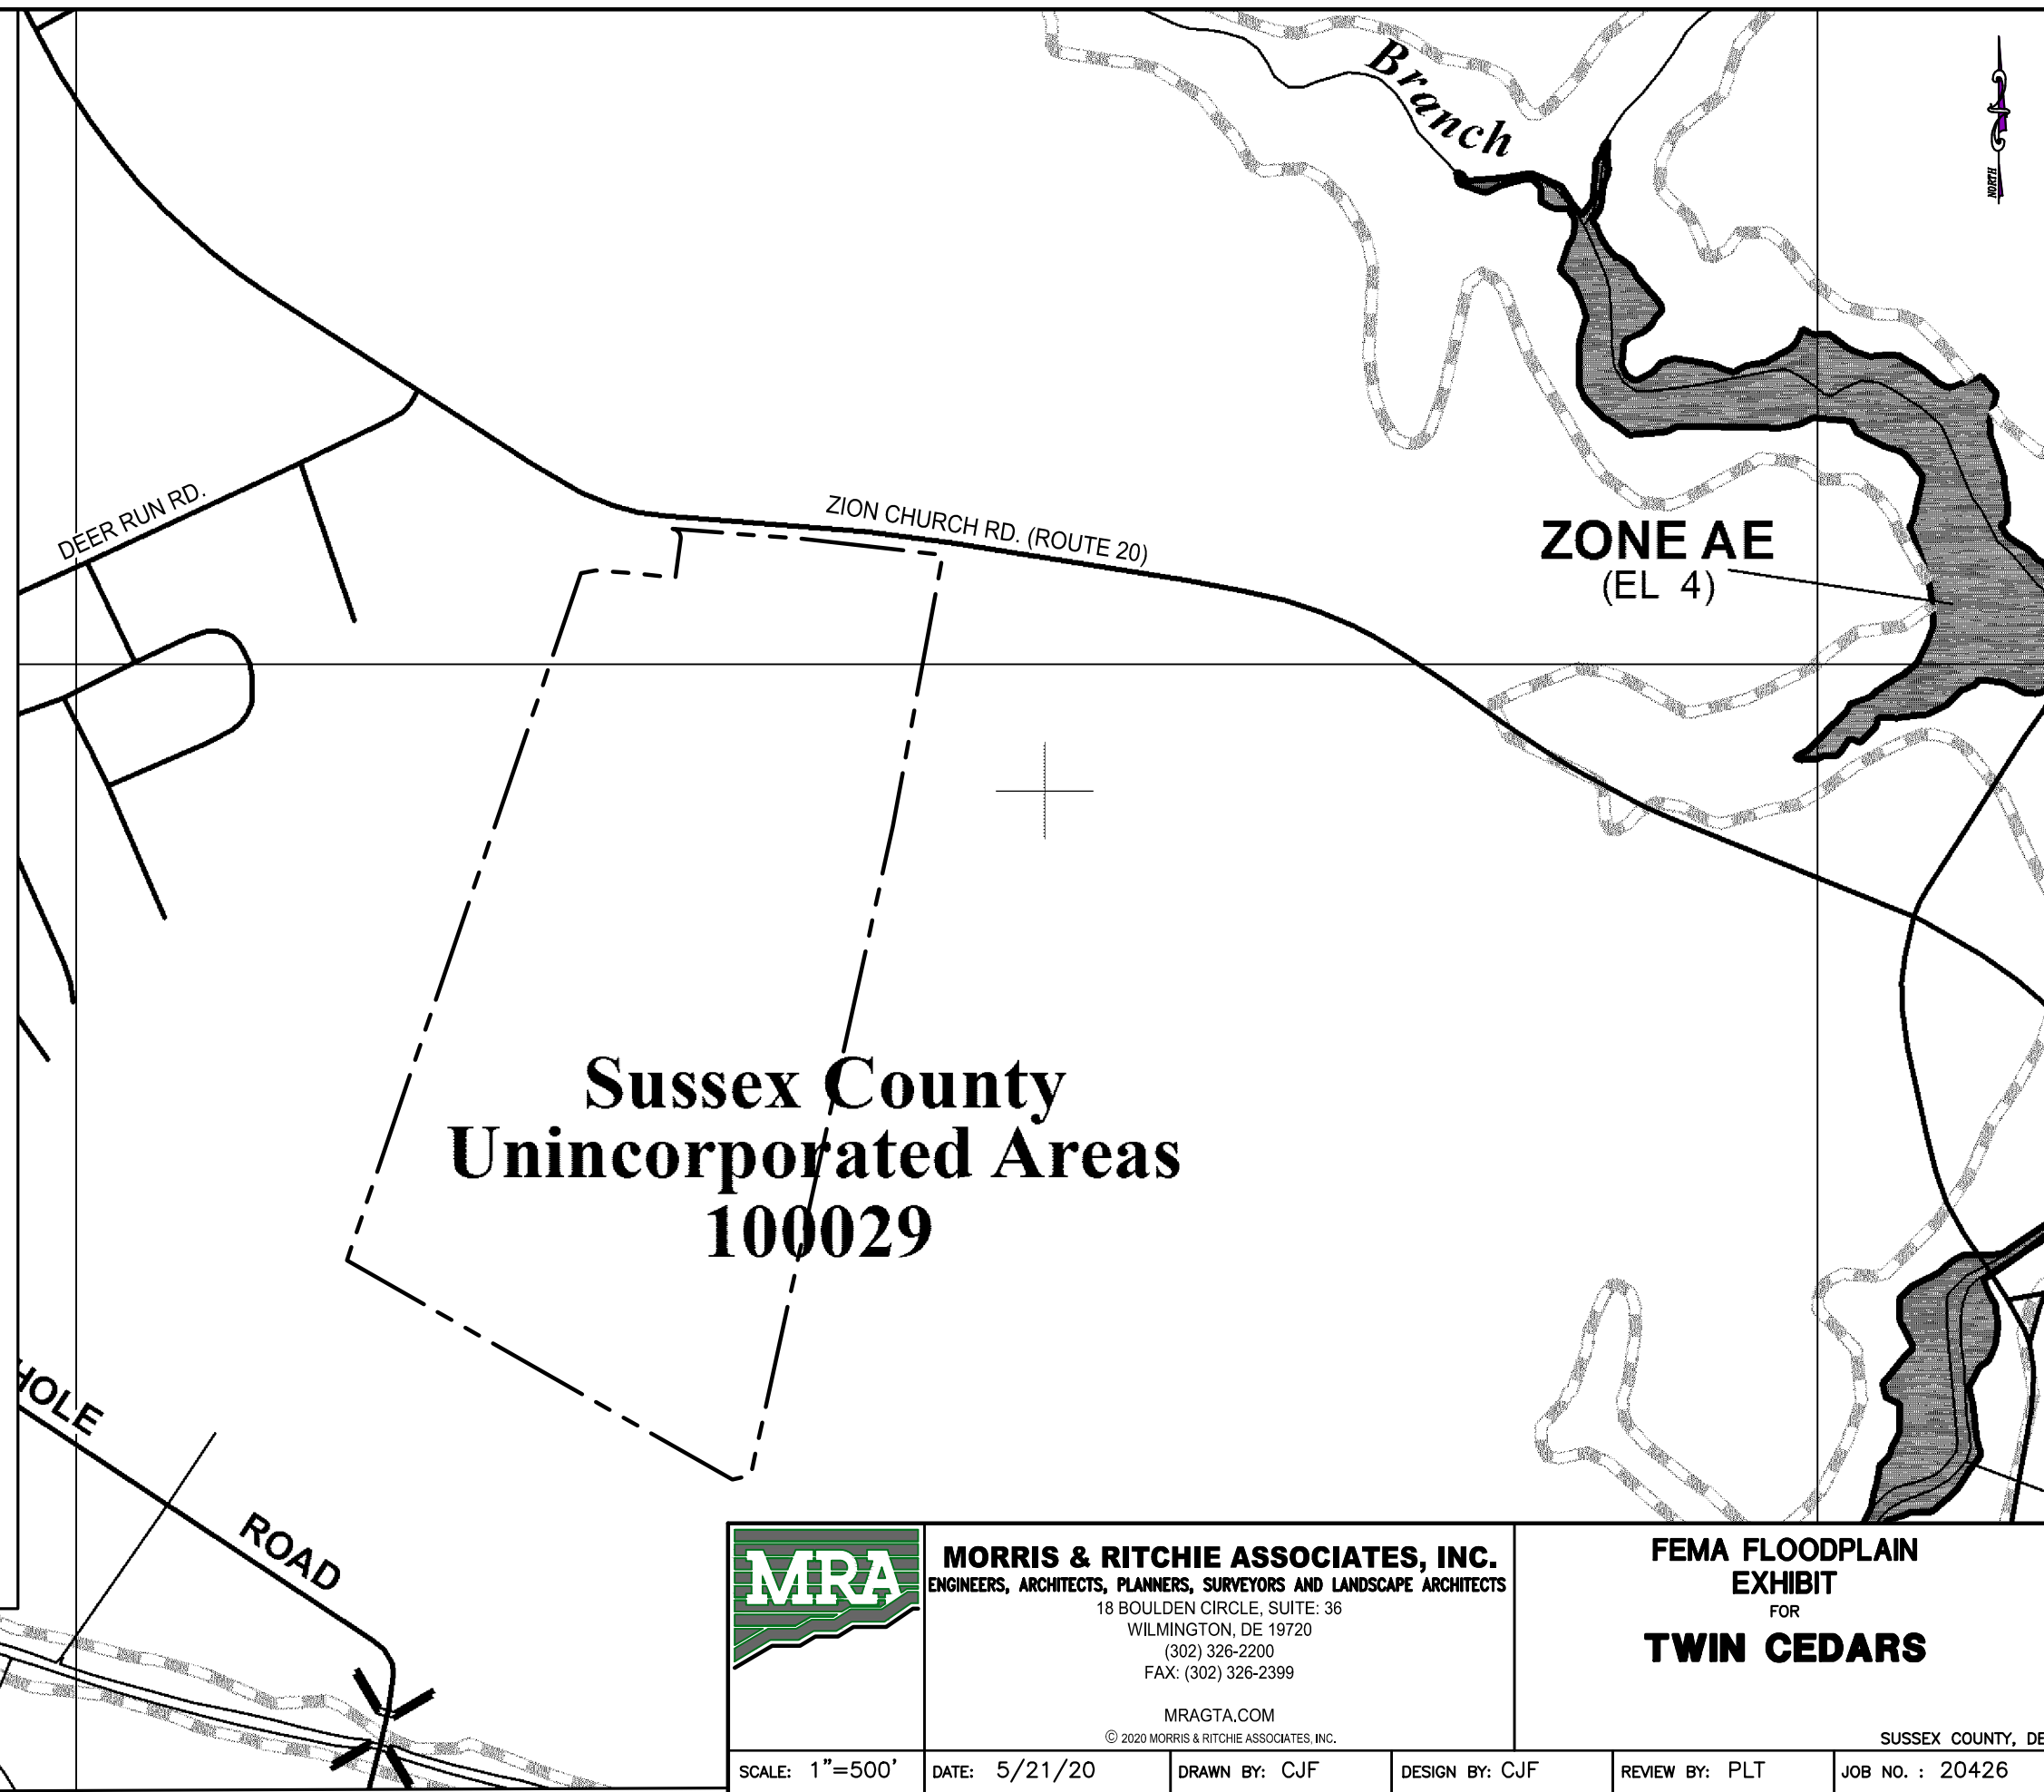 Branch
NORTH
DEER RUN RD.
ZION CHURCH RD. (ROUTE 20)
ZONE AE
(EL 4)
Sussex County
Unincorporated Areas
100029
HOLE
ROAD
MRA
MORRIS & RITCHIE ASSOCIATES, INC.
ENGINEERS, ARCHITECTS, PLANNERS, SURVEYORS AND LANDSCAPE ARCHITECTS
18 BOULDEN CIRCLE, SUITE: 36
WILMINGTON, DE 19720
(302) 326-2200
FAX: (302) 326-2399
MRAGTA.COM
© 2020 MORRIS & RITCHIE ASSOCIATES, INC.
FEMA FLOODPLAIN
EXHIBIT
FOR
TWIN CEDARS
SUSSEX COUNTY, DE
SCALE: 1"=500'
DATE: 5/21/20
DRAWN BY: CJF
DESIGN BY: CJF
REVIEW BY: PLT
JOB NO. : 20426